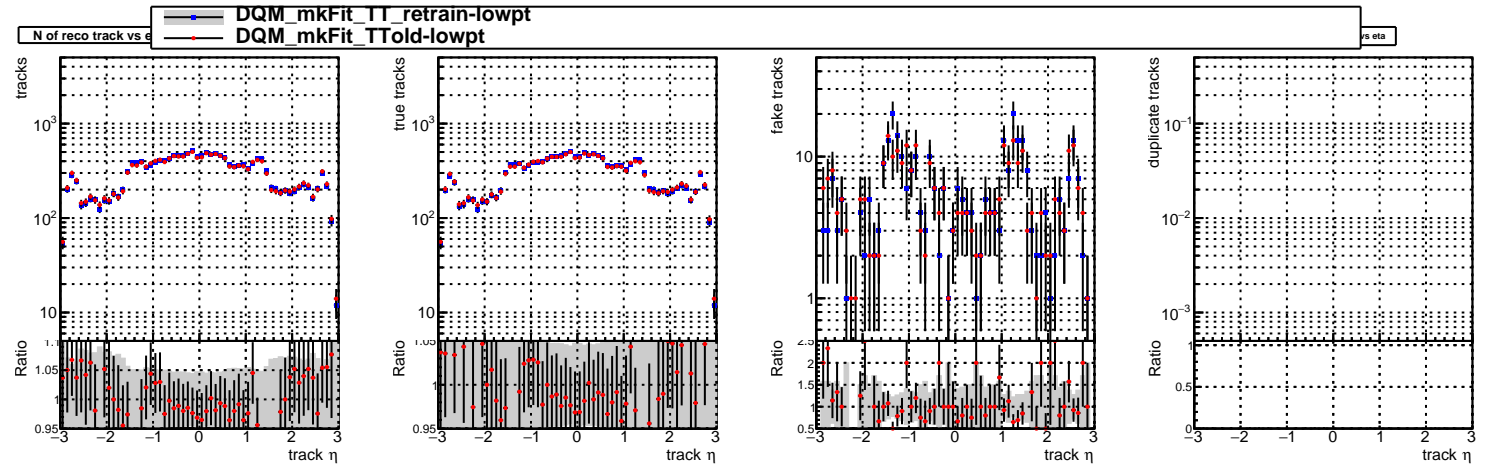 DQM_mkFit_TT_retrain-lowpt
DQM_mkFit_TTold-lowpt
N of reco track vs e
vs eta
tracks
10³
10²
10
Ratio
1.1
1.05
1
0.95
−3 −2 −1 0 1 2 3
track η
true tracks
10³
10²
10
Ratio
1.05
1
0.95
−3 −2 −1 0 1 2 3
track η
fake tracks
10
1
Ratio
2.5
2
1.5
1
0.5
−3 −2 −1 0 1 2 3
track η
duplicate tracks
10⁻¹
10⁻²
10⁻³
Ratio
1
0.5
0
−3 −2 −1 0 1 2 3
track η